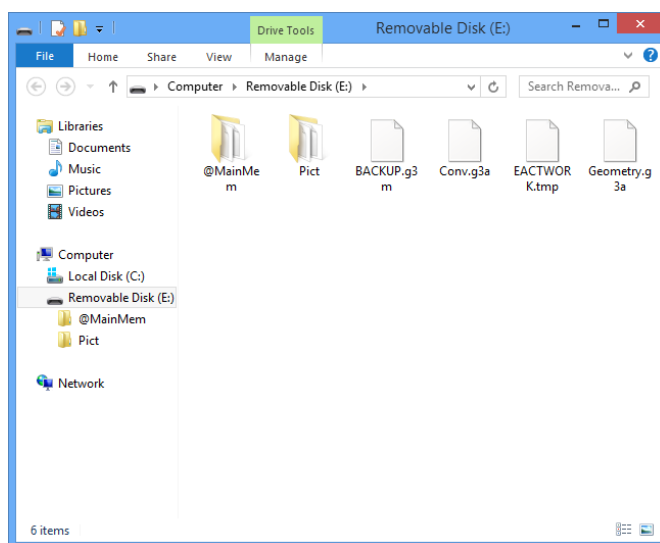 Drive Tools
Removable Disk (E:)
File
Home
Share
View
Manage
Computer
Removable Disk (E:)
Search Remova...
Libraries
Documents
Music
Pictures
Videos
Computer
Local Disk (C:)
Removable Disk (E:)
@MainMem
Pict
Network
@MainMe
m
Pict
BACKUP.g3
m
Conv.g3a
EACTWOR
K.tmp
Geometry.g
3a
6 items